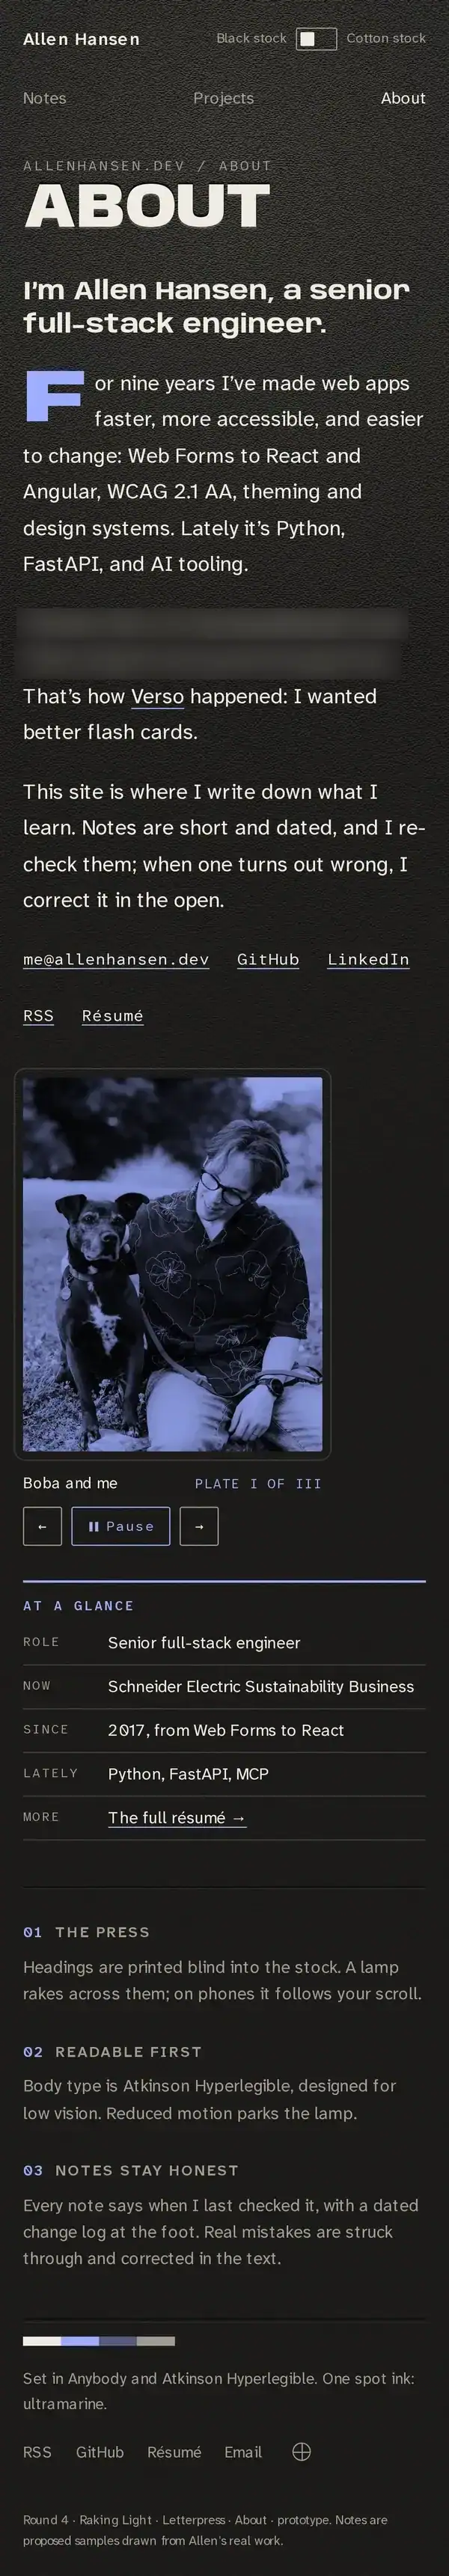 Allen Hansen
Black stock
Cotton stock
Notes
Projects
About
ALLENHANSEN.DEV / ABOUT
ABOUT
I'm Allen Hansen, a senior
full-stack engineer.
For nine years I've made web apps
faster, more accessible, and easier
to change: Web Forms to React and
Angular, WCAG 2.1 AA, theming and
design systems. Lately it's Python,
FastAPI, and AI tooling.
That's how Verso happened: I wanted
better flash cards.
This site is where I write down what I
learn. Notes are short and dated, and I re-
check them; when one turns out wrong, I
correct it in the open.
me@allenhansen.dev GitHub LinkedIn
RSS Résumé
Boba and me
PLATE I OF III
← Pause →
AT A GLANCE
ROLE Senior full-stack engineer
NOW Schneider Electric Sustainability Business
SINCE 2017, from Web Forms to React
LATELY Python, FastAPI, MCP
MORE The full résumé →
01 THE PRESS
Headings are printed blind into the stock. A lamp
rakes across them; on phones it follows your scroll.
02 READABLE FIRST
Body type is Atkinson Hyperlegible, designed for
low vision. Reduced motion parks the lamp.
03 NOTES STAY HONEST
Every note says when I last checked it, with a dated
change log at the foot. Real mistakes are struck
through and corrected in the text.
Set in Anybody and Atkinson Hyperlegible. One spot ink:
ultramarine.
RSS GitHub Résumé Email
Round 4 · Raking Light · Letterpress · About · prototype. Notes are
proposed samples drawn from Allen's real work.